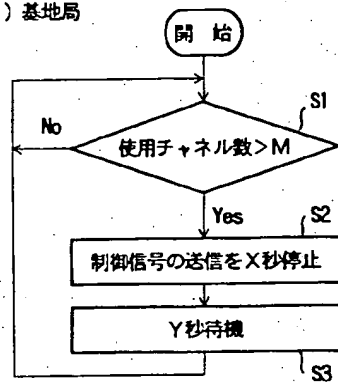 ) 基地局
開 始
S1
No
使用チャネル数>M
Yes
S2
制御信号の送信をX秒停止
Y秒待機
S3